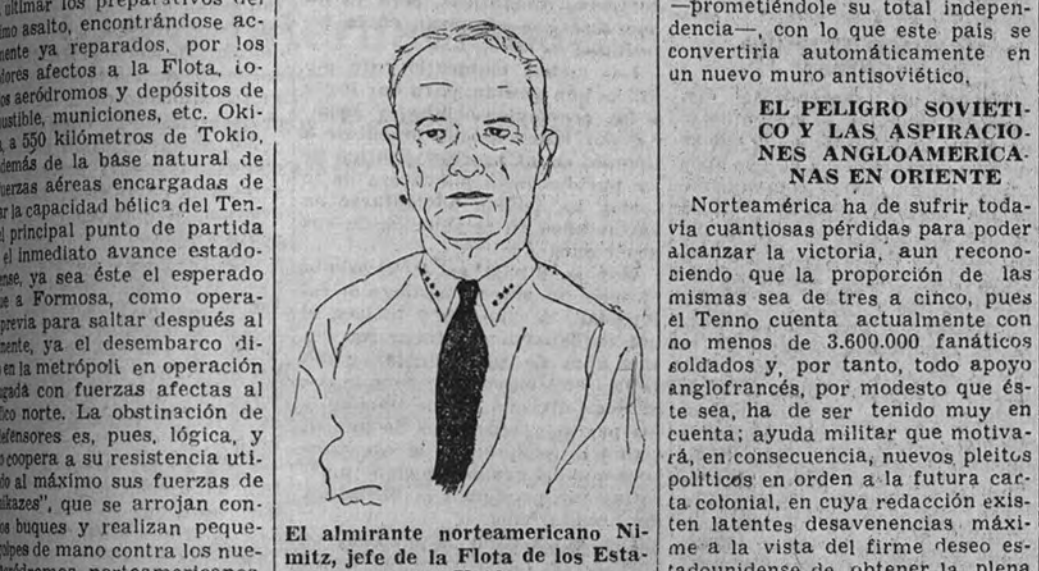 ultimar los preparativos del
asalto, encontrándose ac-
ya reparados, por los
afectos a la Flota, to-
aeródromos y depósitos de
municiones, etc. Oki-
a 550 kilómetros de Tokio,
además de la base natural de
fuerzas aéreas encargadas de
la capacidad bélica del Ten-
principal punto de partida
el inmediato avance estado-
ya sea éste el esperado
a Formosa, como opera-
previa para saltar después al
ya el desembarco di-
en la metrópoli en operación
con fuerzas afectas al
norte. La obstinación de
es, pues, lógica, y
coopera a su resistencia uti-
al máximo sus fuerzas de
que se arrojan con-
buques y realizan peque-
de mano contra los nue-
El almirante norteamericano Ni-
mitz, jefe de la Flota de los Esta-
—prometiéndole su total indepen-
dencia—, con lo que este país se
convertiría automáticamente en
un nuevo muro antisoviético.
EL PELIGRO SOVIETI-
CO Y LAS ASPIRACIO-
NES ANGLOAMERICA-
NAS EN ORIENTE
Norteamérica ha de sufrir toda-
vía cuantiosas pérdidas para poder
alcanzar la victoria, aun recono-
ciendo que la proporción de las
mismas sea de tres a cinco, pues
el Tenno cuenta actualmente con
no menos de 3.600.000 fanáticos
soldados y, por tanto, todo apoyo
anglofrancés, por modesto que és-
te sea, ha de ser tenido muy en
cuenta; ayuda militar que motiva-
rá, en consecuencia, nuevos pleitos
políticos en orden a la futura car-
ta colonial, en cuya redacción exis-
ten latentes desavenencias máxi-
me a la vista del firme deseo es-
tadounidense de obtener la plena